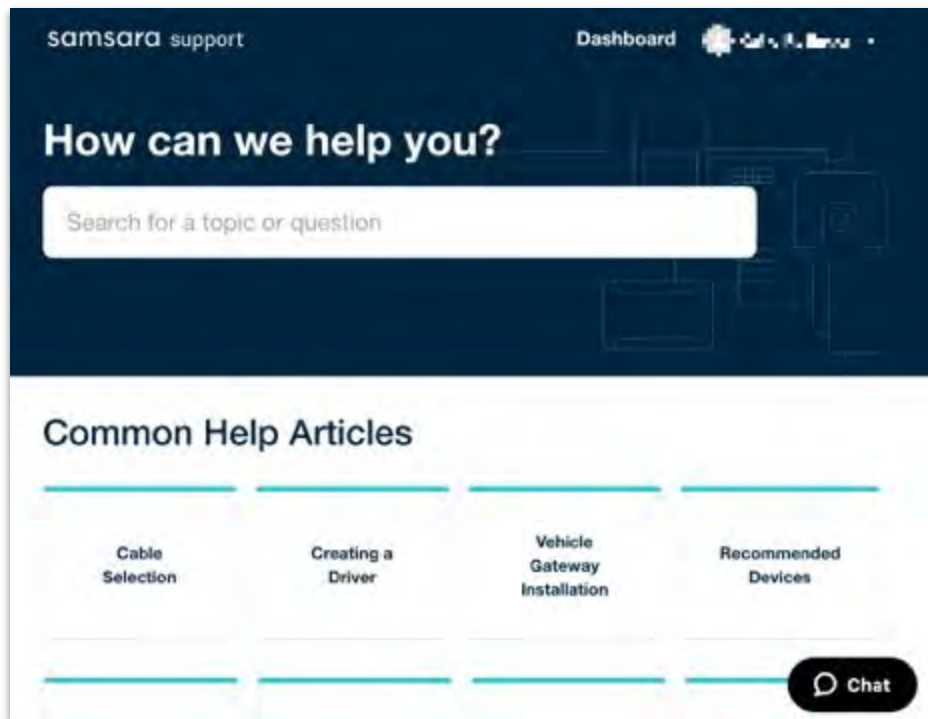 samsara support
Dashboard
How can we help you?
Search for a topic or question
Common Help Articles
Cable
Selection
Creating a
Driver
Vehicle
Gateway
Installation
Recommended
Devices
Chat